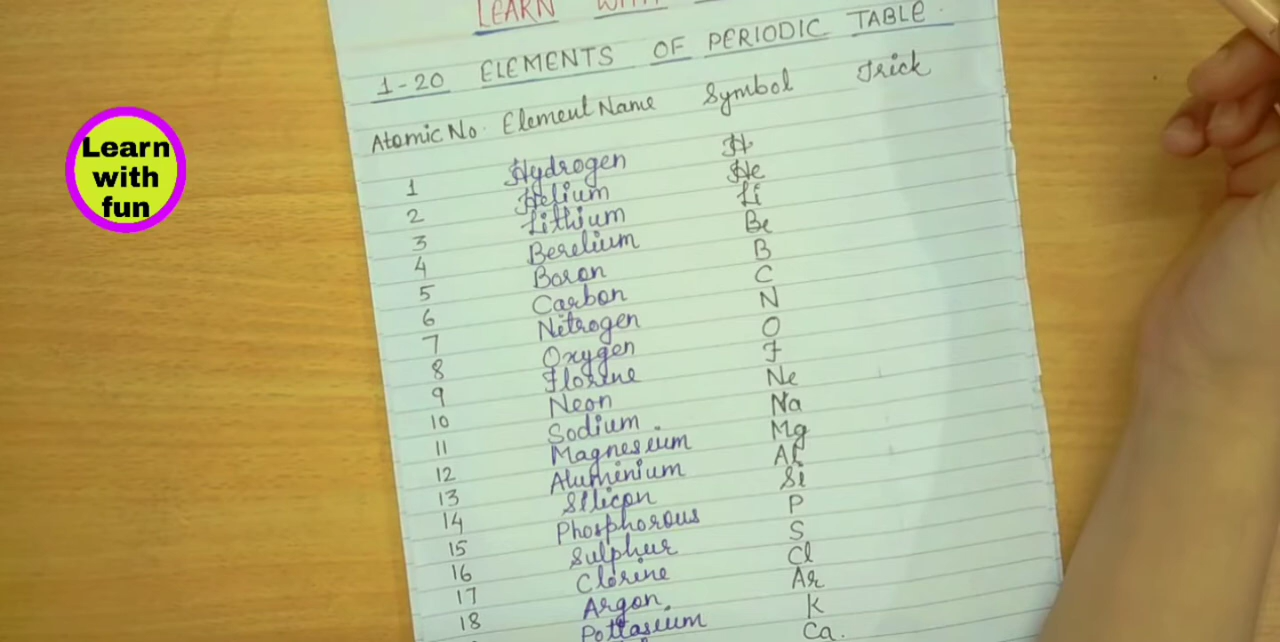 LEARN WITH
1-20 ELEMENTS OF PERIODIC TABLE.
Atomic No. Element Name Symbol Trick
1 Hydrogen H
2 Helium He
3 Lithium Li
4 Berelium Be
5 Boron B
6 Carbon C
7 Nitrogen N
8 Oxygen O
9 Florine F
10 Neon Ne
11 Sodium Na
12 Magnesium Mg
13 Aluminium Al
14 Silicon Si
15 Phosphorous P
16 Sulphur S
17 Clorine Cl
18 Argon Ar
Pottasium K
Ca.
Learn
with
fun